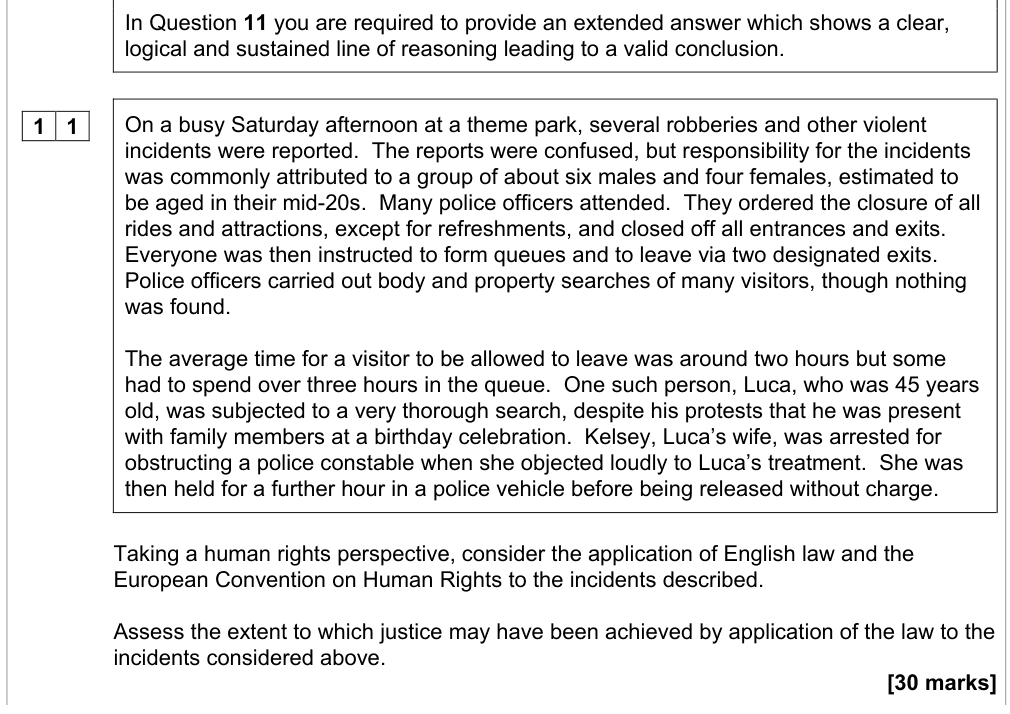 In Question 11 you are required to provide an extended answer which shows a clear,
logical and sustained line of reasoning leading to a valid conclusion.
1 1
On a busy Saturday afternoon at a theme park, several robberies and other violent
incidents were reported. The reports were confused, but responsibility for the incidents
was commonly attributed to a group of about six males and four females, estimated to
be aged in their mid-20s. Many police officers attended. They ordered the closure of all
rides and attractions, except for refreshments, and closed off all entrances and exits.
Everyone was then instructed to form queues and to leave via two designated exits.
Police officers carried out body and property searches of many visitors, though nothing
was found.
The average time for a visitor to be allowed to leave was around two hours but some
had to spend over three hours in the queue. One such person, Luca, who was 45 years
old, was subjected to a very thorough search, despite his protests that he was present
with family members at a birthday celebration. Kelsey, Luca’s wife, was arrested for
obstructing a police constable when she objected loudly to Luca’s treatment. She was
then held for a further hour in a police vehicle before being released without charge.
Taking a human rights perspective, consider the application of English law and the
European Convention on Human Rights to the incidents described.
Assess the extent to which justice may have been achieved by application of the law to the
incidents considered above.
[30 marks]